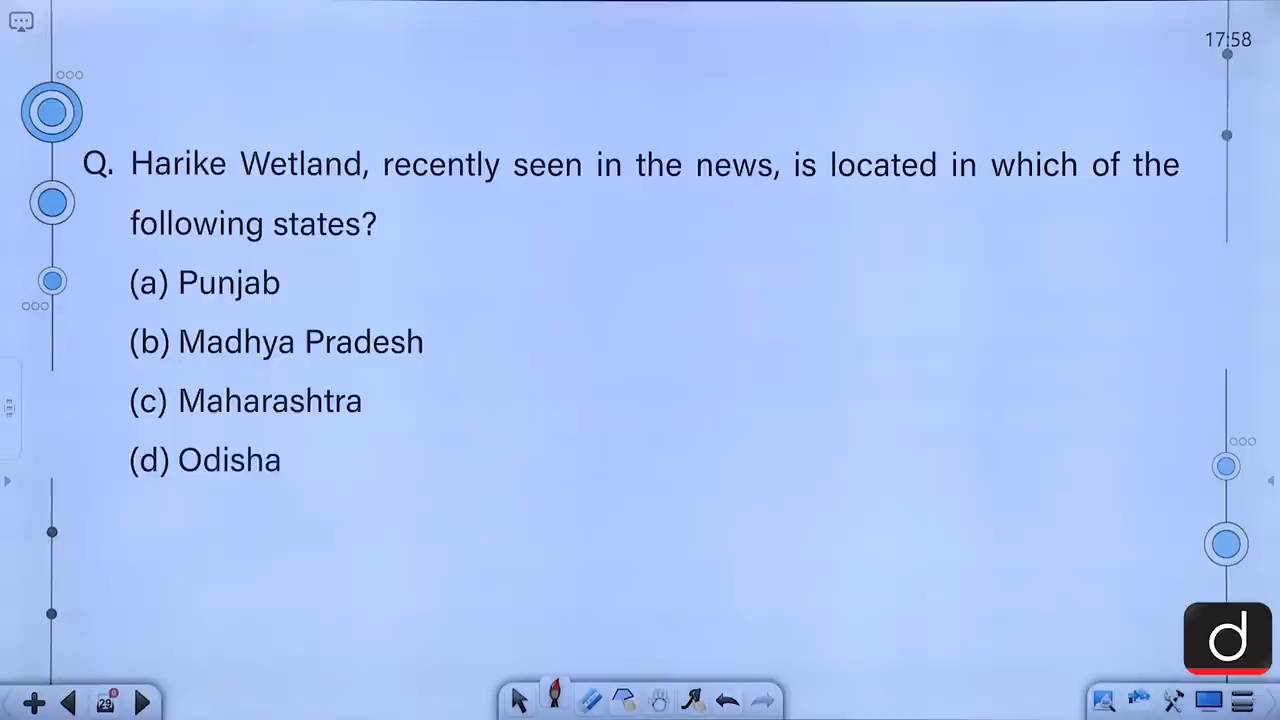 17:58
Q. Harike Wetland, recently seen in the news, is located in which of the
following states?
(a) Punjab
(b) Madhya Pradesh
(c) Maharashtra
(d) Odisha
d
29